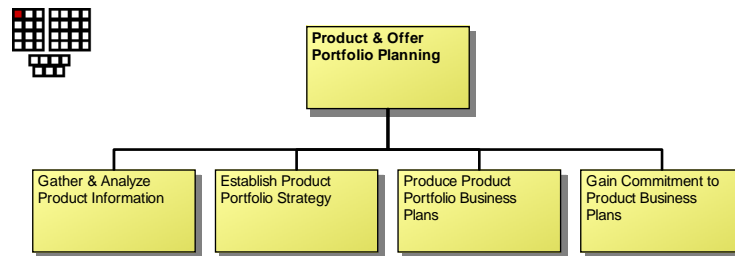 Product & Offer
Portfolio Planning
Gather & Analyze
Product Information
Establish Product
Portfolio Strategy
Produce Product
Portfolio Business
Plans
Gain Commitment to
Product Business
Plans